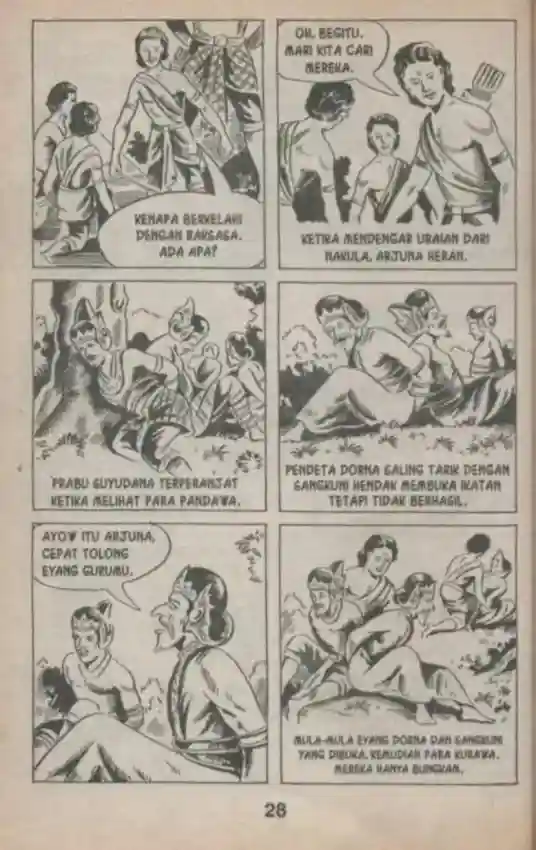 KENAPA BERKELAHI
DENGAN RAKSASA.
ADA APA?
OH, BEGITU.
MARI KITA CARI
MEREKA.
KETIKA MENDENGAR URAIAN DARI
NAKULA, ARJUNA HERAN.
PRABU SUYUDANA TERPERANJAT
KETIKA MELIHAT PARA PANDAWA.
PENDETA DORNA SALING TARIK DENGAN
SANGKUNI HENDAK MEMBUKA IKATAN
TETAPI TIDAK BERHASIL.
AYOW ITU ARJUNA,
CEPAT TOLONG
EYANG GURUMU.
MULA-MULA EYANG DORNA DAN SANGKUNI
YANG DIBUKA, KEMUDIAN PARA KURAWA.
MEREKA HANYA BUNGKAM.
28